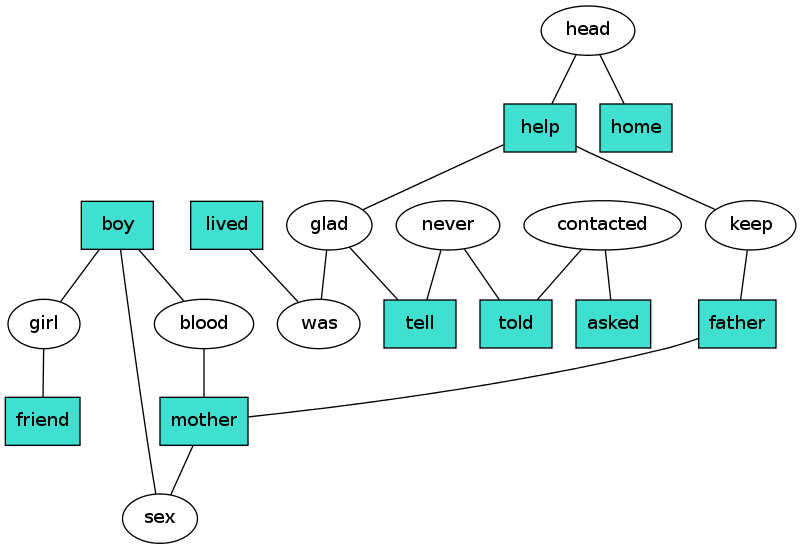 head
help
home
boy
lived
glad
never
contacted
keep
girl
blood
was
tell
told
asked
father
friend
mother
sex